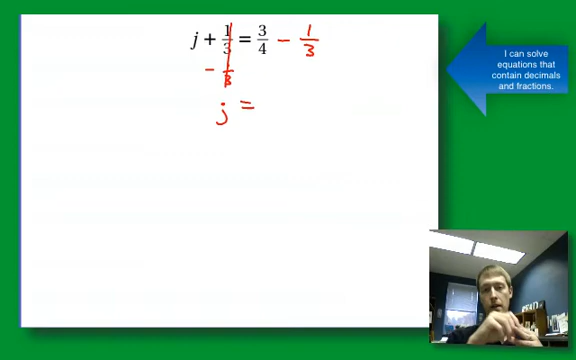 j + 1/3 = 3/4 - 1/3
- 1/3
j =
I can solve
equations that
contain decimals
and fractions.